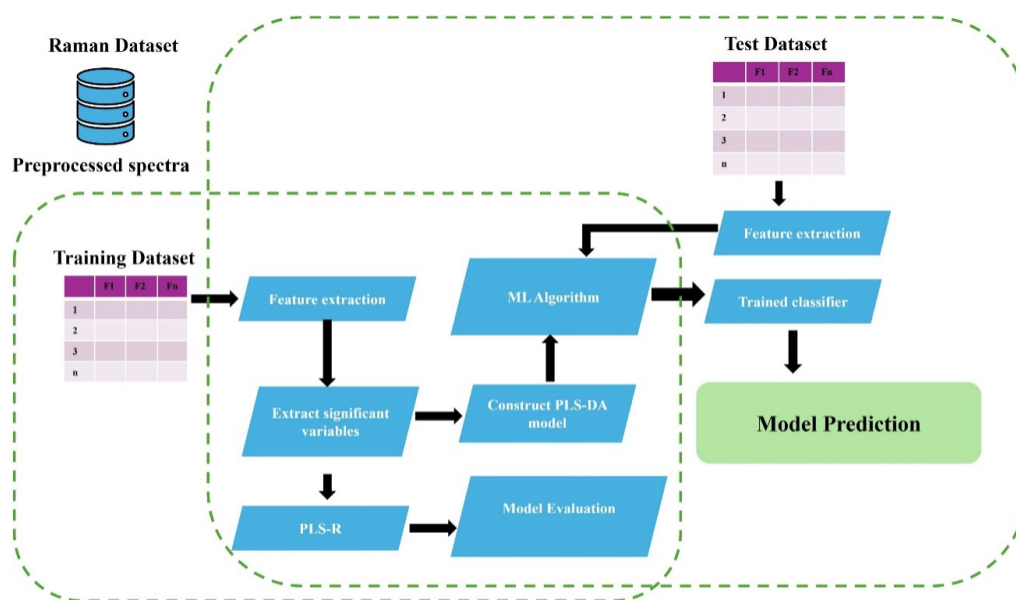 Raman Dataset
Preprocessed spectra
Test Dataset
F1 F2 Fn
1
2
3
n
Feature extraction
Training Dataset
F1 F2 Fn
1
2
3
n
Feature extraction
ML Algorithm
Trained classifier
Extract significant
variables
Construct PLS-DA
model
Model Prediction
PLS-R
Model Evaluation